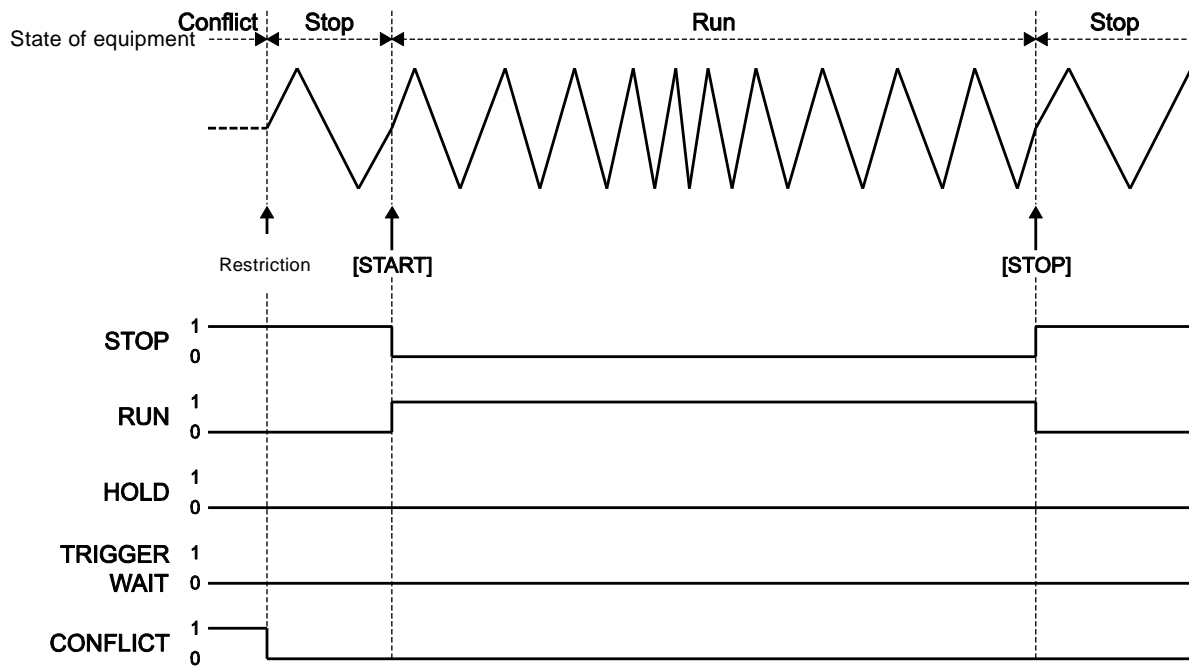 Conflict Stop Run Stop
State of equipment
Restriction [START] [STOP]
STOP 1
0
RUN 1
0
HOLD 1
0
TRIGGER 1
WAIT 0
CONFLICT 1
0